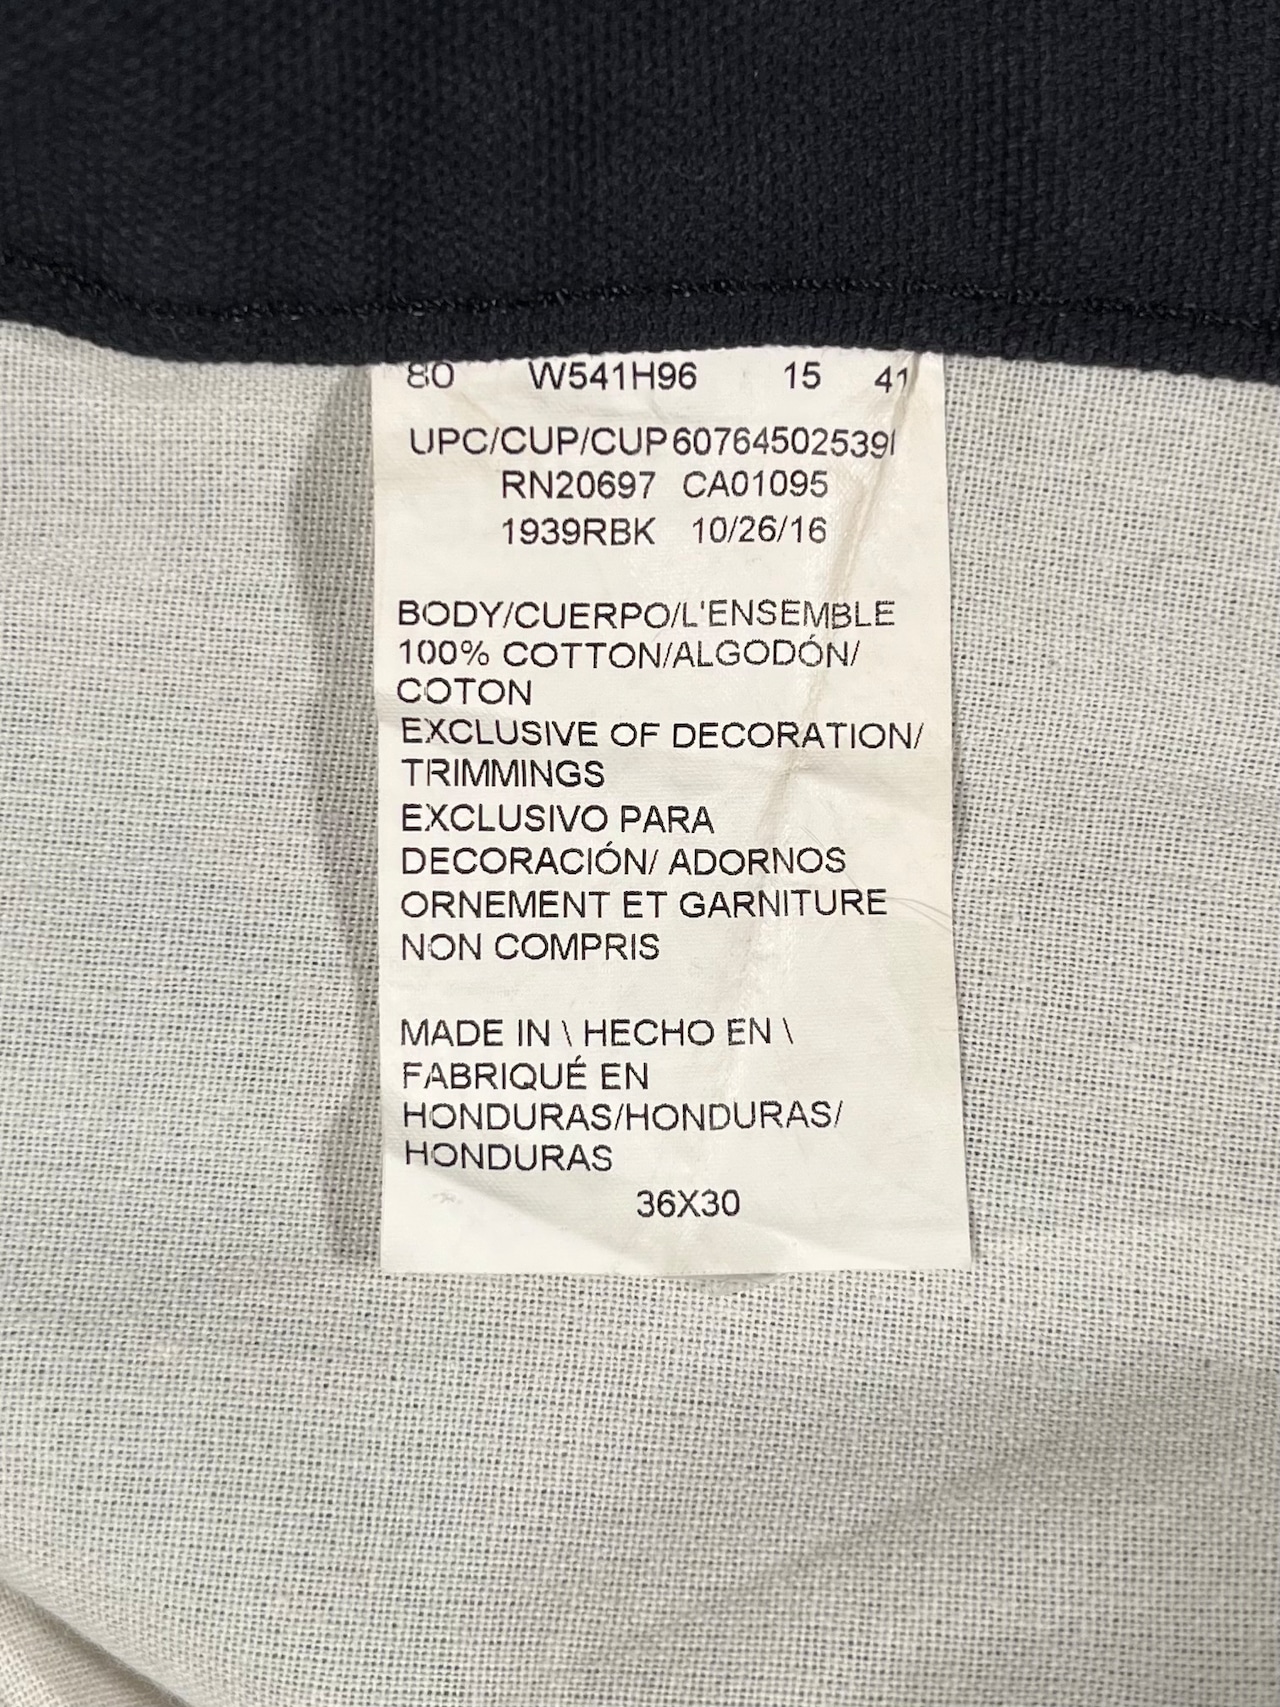 80 W541H96 15 41
UPC/CUP/CUP 607645025391
RN20697 CA01095
1939RBK 10/26/16
BODY/CUERPO/L'ENSEMBLE
100% COTTON/ALGODÓN/
COTON
EXCLUSIVE OF DECORATION/
TRIMMINGS
EXCLUSIVO PARA
DECORACIÓN/ ADORNOS
ORNEMENT ET GARNITURE
NON COMPRIS
MADE IN \ HECHO EN \
FABRIQUÉ EN
HONDURAS/HONDURAS/
HONDURAS
36X30